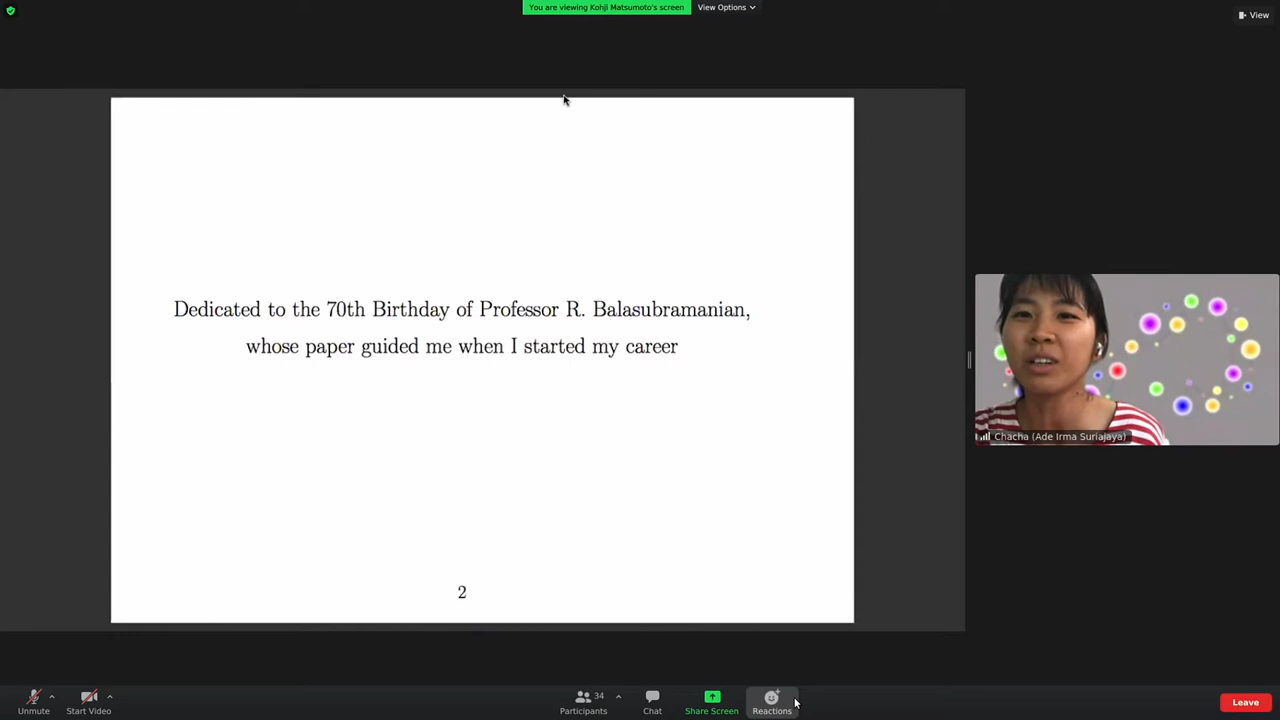 You are viewing Kohji Matsumoto's screen
View Options
View
Dedicated to the 70th Birthday of Professor R. Balasubramanian,
whose paper guided me when I started my career
2
Chacha (Ade Irma Suriajaya)
Unmute
Start Video
34
Participants
Chat
Share Screen
Reactions
Leave